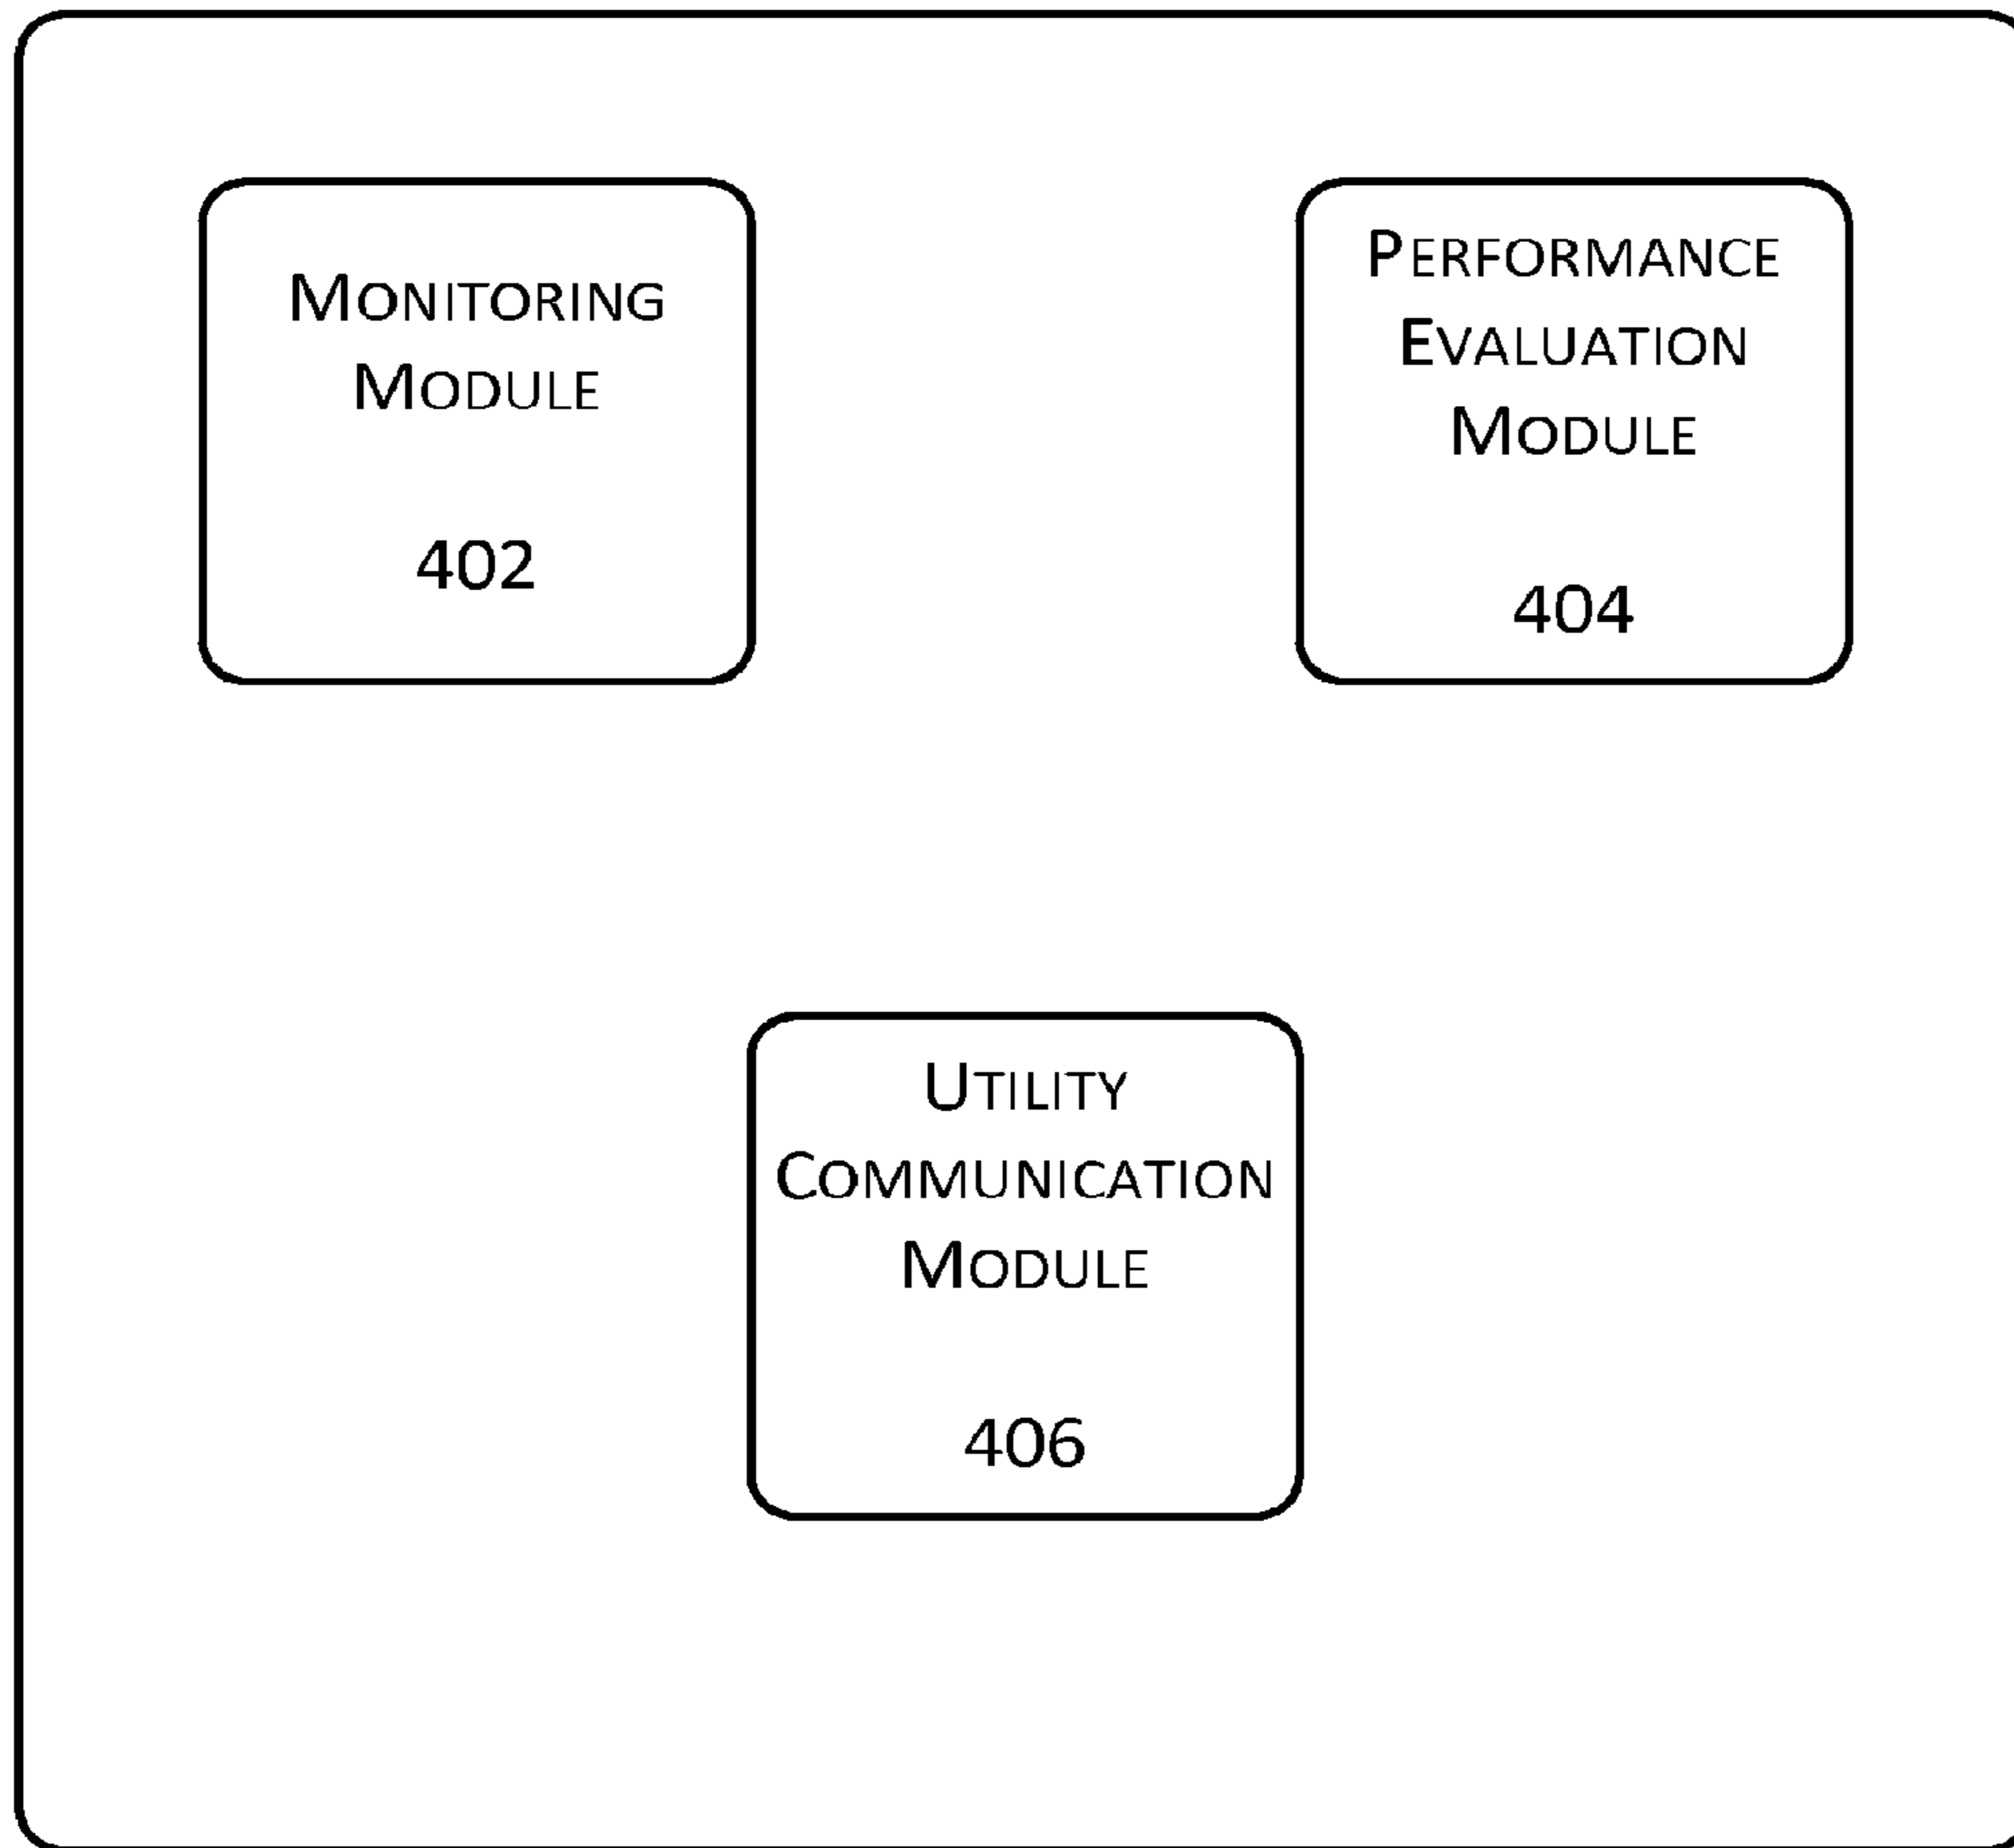 MONITORING
MODULE
402
PERFORMANCE
EVALUATION
MODULE
404
UTILITY
COMMUNICATION
MODULE
406